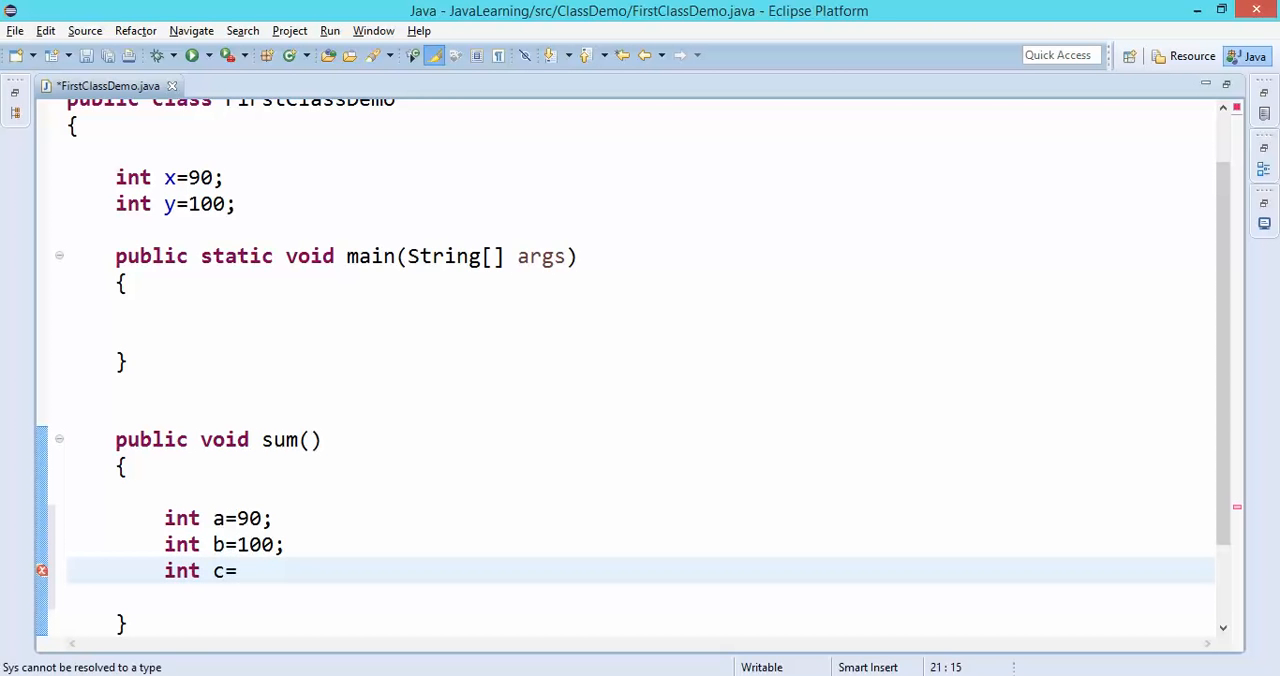 Java - JavaLearning/src/ClassDemo/FirstClassDemo.java - Eclipse Platform
File Edit Source Refactor Navigate Search Project Run Window Help
Quick Access Resource Java
*FirstClassDemo.java
public class FirstClassDemo
{
int x=90;
int y=100;
public static void main(String[] args)
{
}
public void sum()
{
int a=90;
int b=100;
int c=
}
Sys cannot be resolved to a type Writable Smart Insert 21 : 15